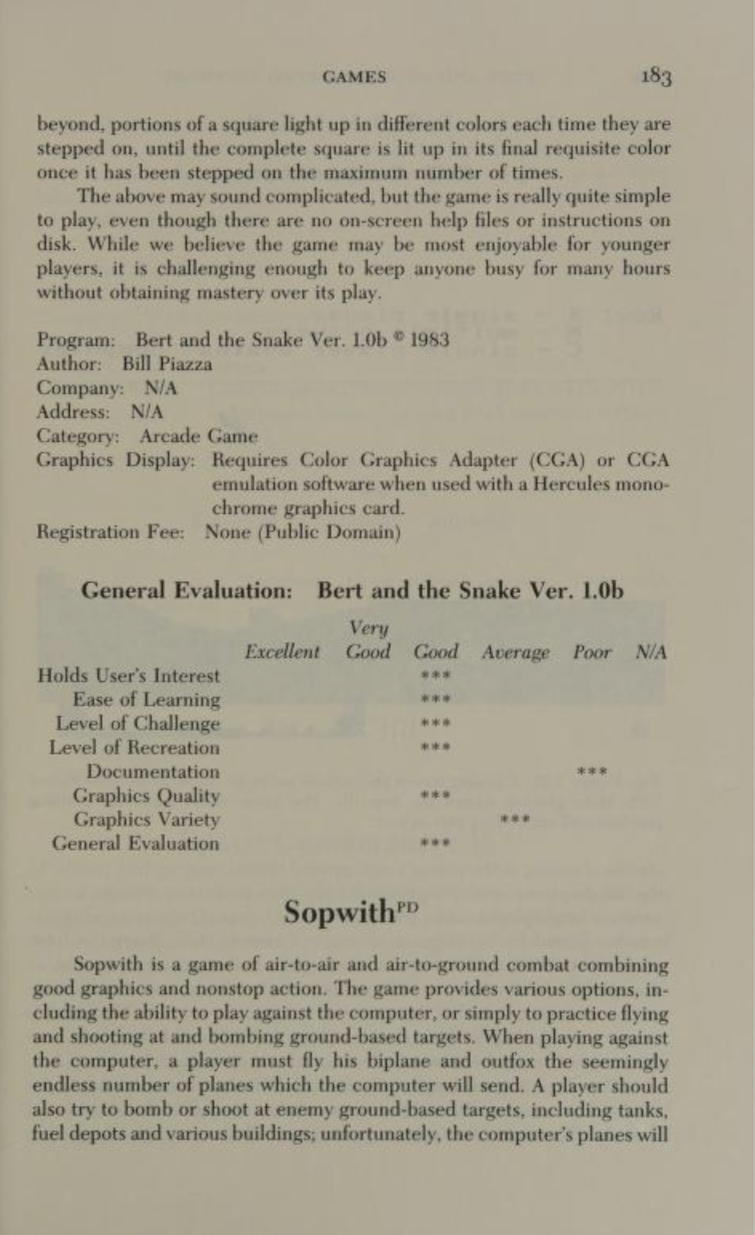 GAMES 183
beyond, portions of a square light up in different colors each time they are
stepped on, until the complete square is lit up in its final requisite color
once it has been stepped on the maximum number of times.
The above may sound complicated, but the game is really quite simple
to play, even though there are no on-screen help files or instructions on
disk. While we believe the game may be most enjoyable for younger
players, it is challenging enough to keep anyone busy for many hours
without obtaining mastery over its play.
Program: Bert and the Snake Ver. 1.0b © 1983
Author: Bill Piazza
Company: N/A
Address: N/A
Category: Arcade Game
Graphics Display: Requires Color Graphics Adapter (CGA) or CGA
emulation software when used with a Hercules mono-
chrome graphics card.
Registration Fee: None (Public Domain)
General Evaluation: Bert and the Snake Ver. 1.0b
Very
Excellent Good Good Average Poor N/A
Holds User's Interest ***
Ease of Learning ***
Level of Challenge ***
Level of Recreation ***
Documentation ***
Graphics Quality ***
Graphics Variety ***
General Evaluation ***
Sopwith PD
Sopwith is a game of air-to-air and air-to-ground combat combining
good graphics and nonstop action. The game provides various options, in-
cluding the ability to play against the computer, or simply to practice flying
and shooting at and bombing ground-based targets. When playing against
the computer, a player must fly his biplane and outfox the seemingly
endless number of planes which the computer will send. A player should
also try to bomb or shoot at enemy ground-based targets, including tanks,
fuel depots and various buildings; unfortunately, the computer's planes will